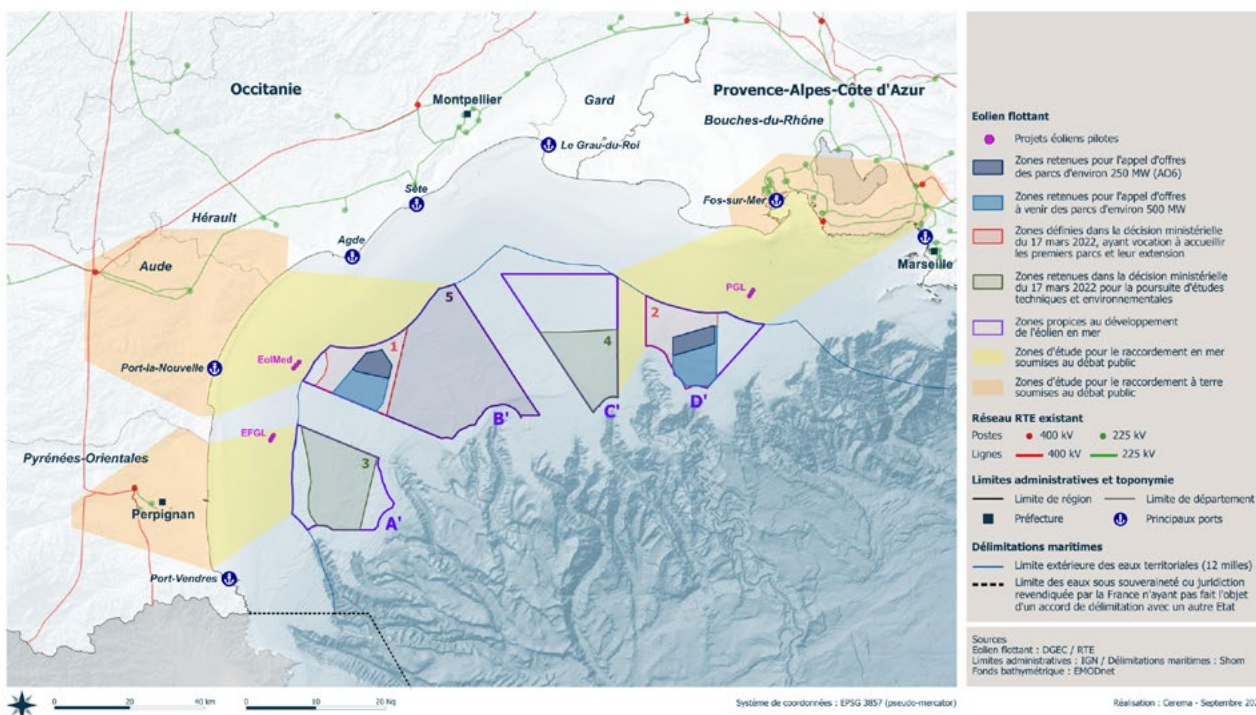 Occitanie
Montpellier
Gard
Provence-Alpes-Côte d'Azur
Bouches-du-Rhône
Le Grau-du-Roi
Sète
Fos-sur-Mer
Hérault
Agde
Marseille
Aude
PGL
5
2
1
4
EolMed
Port-la-Nouvelle
D'
C'
B'
EFGL
Pyrénées-Orientales
3
Perpignan
A'
Port-Vendres
Eolien flottant
Projets éoliens pilotes
Zones retenues pour l'appel d'offres
des parcs d'environ 250 MW (AO6)
Zones retenues pour l'appel d'offres
à venir des parcs d'environ 500 MW
Zones définies dans la décision ministérielle
du 17 mars 2022, ayant vocation à accueillir
les premiers parcs et leur extension
Zones retenues dans la décision ministérielle
du 17 mars 2022 pour la poursuite d'études
techniques et environnementales
Zones propices au développement
de l'éolien en mer
Zones d'étude pour le raccordement en mer
soumises au débat public
Zones d'étude pour le raccordement à terre
soumises au débat public
Réseau RTE existant
Postes 400 kV 225 kV
Lignes 400 kV 225 kV
Limites administratives et toponymie
Limite de région Limite de département
Préfecture Principaux ports
Délimitations maritimes
Limite extérieure des eaux territoriales (12 milles)
Limite des eaux sous souveraineté ou juridiction
revendiquée par la France n'ayant pas fait l'objet
d'un accord de délimitation avec un autre Etat
Sources
Eolien flottant : DGEC / RTE
Limites administratives : IGN / Délimitations maritimes : Shom
Fonds bathymétrique : EMODnet
0 20 40 km
0 10 20 Nq
Système de coordonnées : EPSG 3857 (pseudo-mercator)
Réalisation : Cerema - Septembre 202